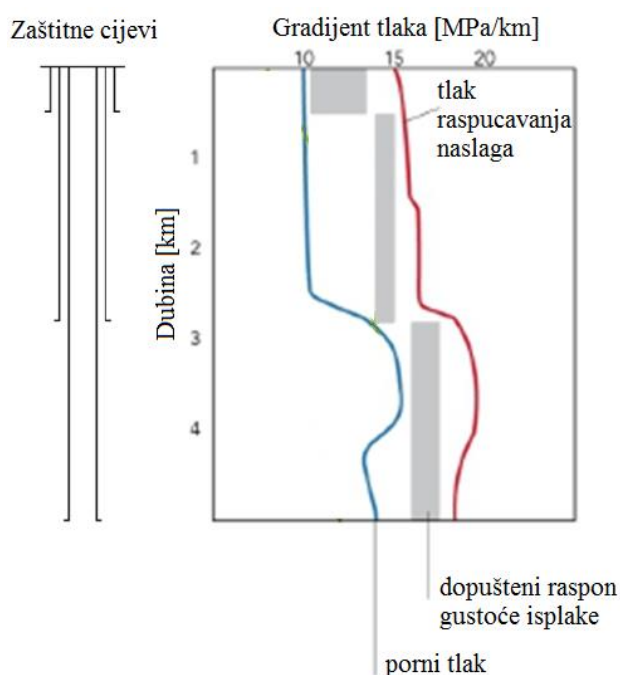 Zaštitne cijevi
Gradijent tlaka [MPa/km]
10 15 20
tlak
raspucavanja
naslaga
Dubina [km]
1
2
3
4
dopušteni raspon
gustoće isplake
porni tlak